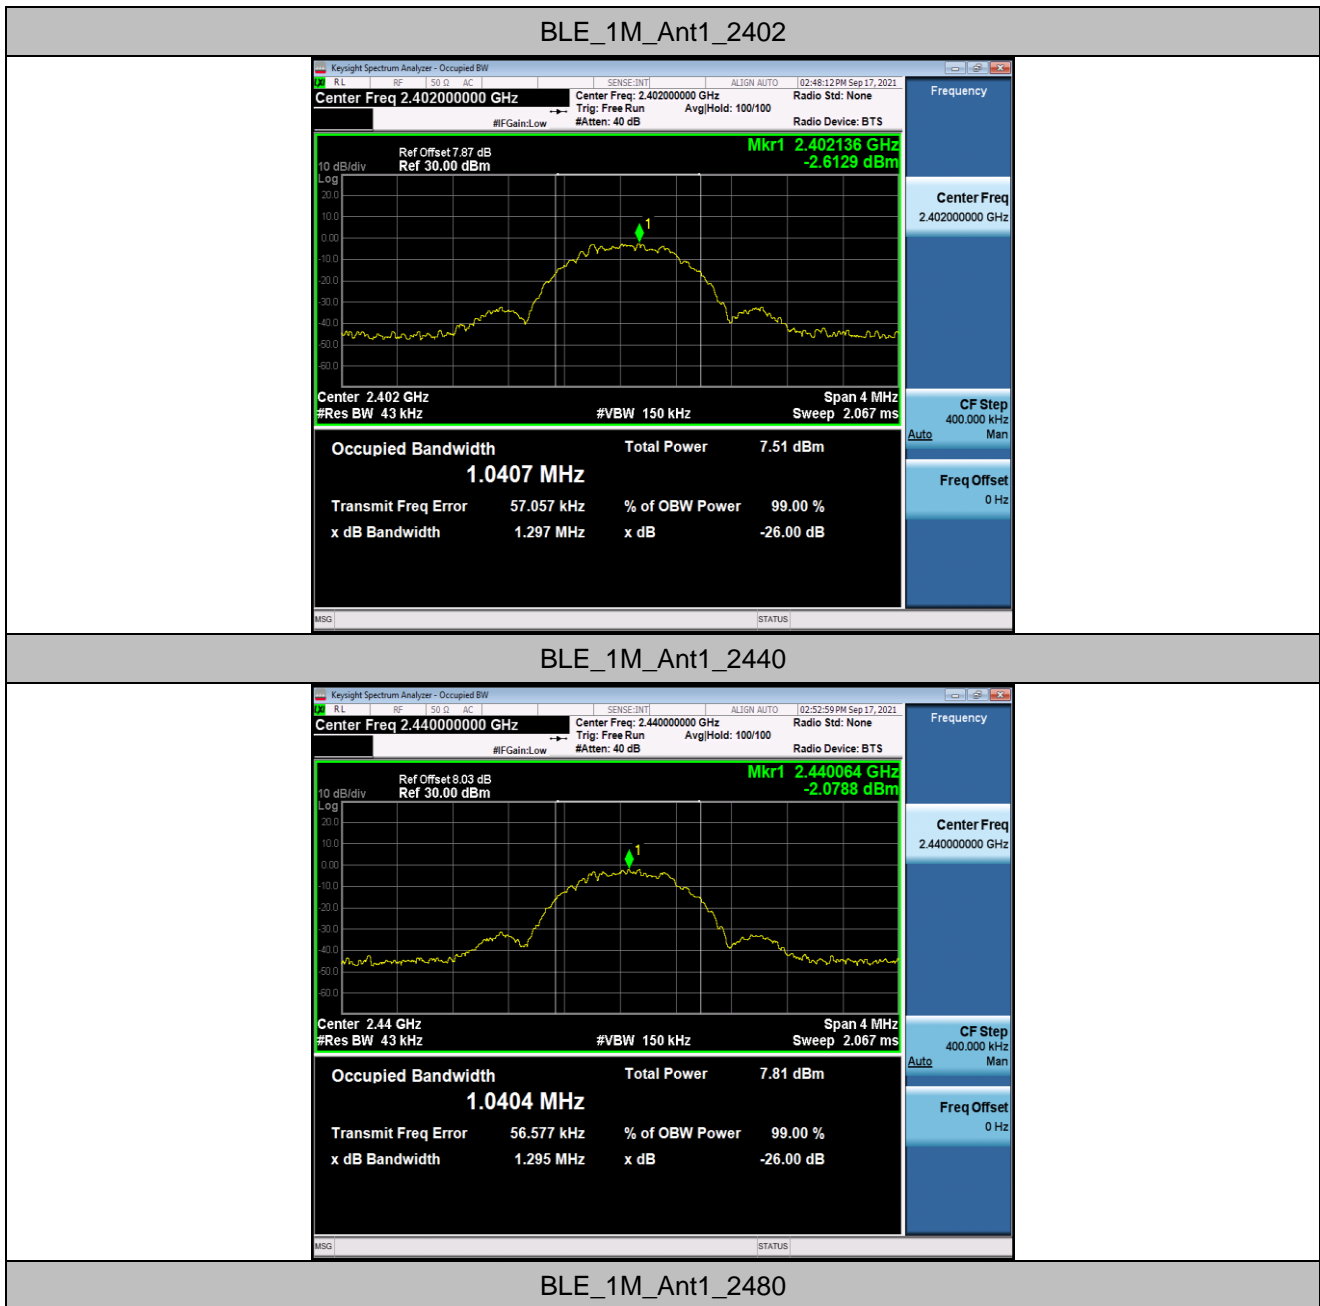 BLE_1M_Ant1_2402
Keysight Spectrum Analyzer - Occupied BW
RL RF 50 Ω AC SENSE:INT ALIGN AUTO 02:48:12 PM Sep 17, 2021
Center Freq 2.402000000 GHz
Center Freq: 2.402000000 GHz Radio Std: None
Trig: Free Run Avg|Hold: 100/100
#IFGain:Low #Atten: 40 dB Radio Device: BTS
Frequency
Mkr1 2.402136 GHz
-2.6129 dBm
Ref Offset 7.87 dB
10 dB/div Ref 30.00 dBm
Log
20.0
10.0
0.00
-10.0
-20.0
-30.0
-40.0
-50.0
-60.0
1
Center 2.402 GHz Span 4 MHz
#Res BW 43 kHz #VBW 150 kHz Sweep 2.067 ms
Center Freq
2.402000000 GHz
CF Step
400.000 kHz
Auto Man
Freq Offset
0 Hz
Occupied Bandwidth Total Power 7.51 dBm
1.0407 MHz
Transmit Freq Error 57.057 kHz % of OBW Power 99.00 %
x dB Bandwidth 1.297 MHz x dB -26.00 dB
MSG STATUS
BLE_1M_Ant1_2440
Keysight Spectrum Analyzer - Occupied BW
RL RF 50 Ω AC SENSE:INT ALIGN AUTO 02:52:59 PM Sep 17, 2021
Center Freq 2.440000000 GHz
Center Freq: 2.440000000 GHz Radio Std: None
Trig: Free Run Avg|Hold: 100/100
#IFGain:Low #Atten: 40 dB Radio Device: BTS
Frequency
Mkr1 2.440064 GHz
-2.0788 dBm
Ref Offset 8.03 dB
10 dB/div Ref 30.00 dBm
Log
20.0
10.0
0.00
-10.0
-20.0
-30.0
-40.0
-50.0
-60.0
1
Center 2.44 GHz Span 4 MHz
#Res BW 43 kHz #VBW 150 kHz Sweep 2.067 ms
Center Freq
2.440000000 GHz
CF Step
400.000 kHz
Auto Man
Freq Offset
0 Hz
Occupied Bandwidth Total Power 7.81 dBm
1.0404 MHz
Transmit Freq Error 56.577 kHz % of OBW Power 99.00 %
x dB Bandwidth 1.295 MHz x dB -26.00 dB
MSG STATUS
BLE_1M_Ant1_2480